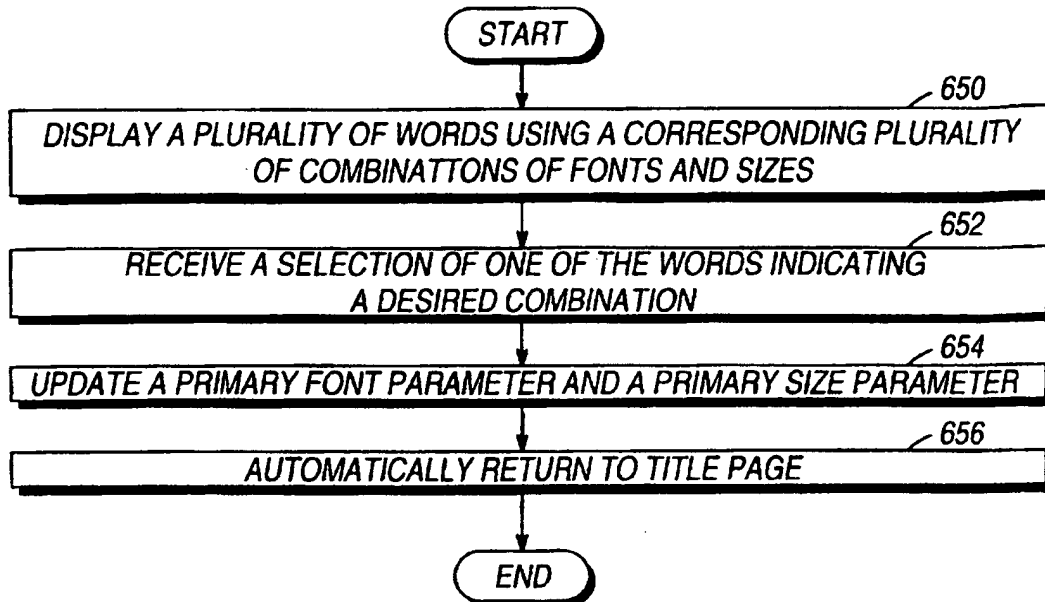 START
650
DISPLAY A PLURALITY OF WORDS USING A CORRESPONDING PLURALITY
OF COMBINATTONS OF FONTS AND SIZES
652
RECEIVE A SELECTION OF ONE OF THE WORDS INDICATING
A DESIRED COMBINATION
654
UPDATE A PRIMARY FONT PARAMETER AND A PRIMARY SIZE PARAMETER
656
AUTOMATICALLY RETURN TO TITLE PAGE
END